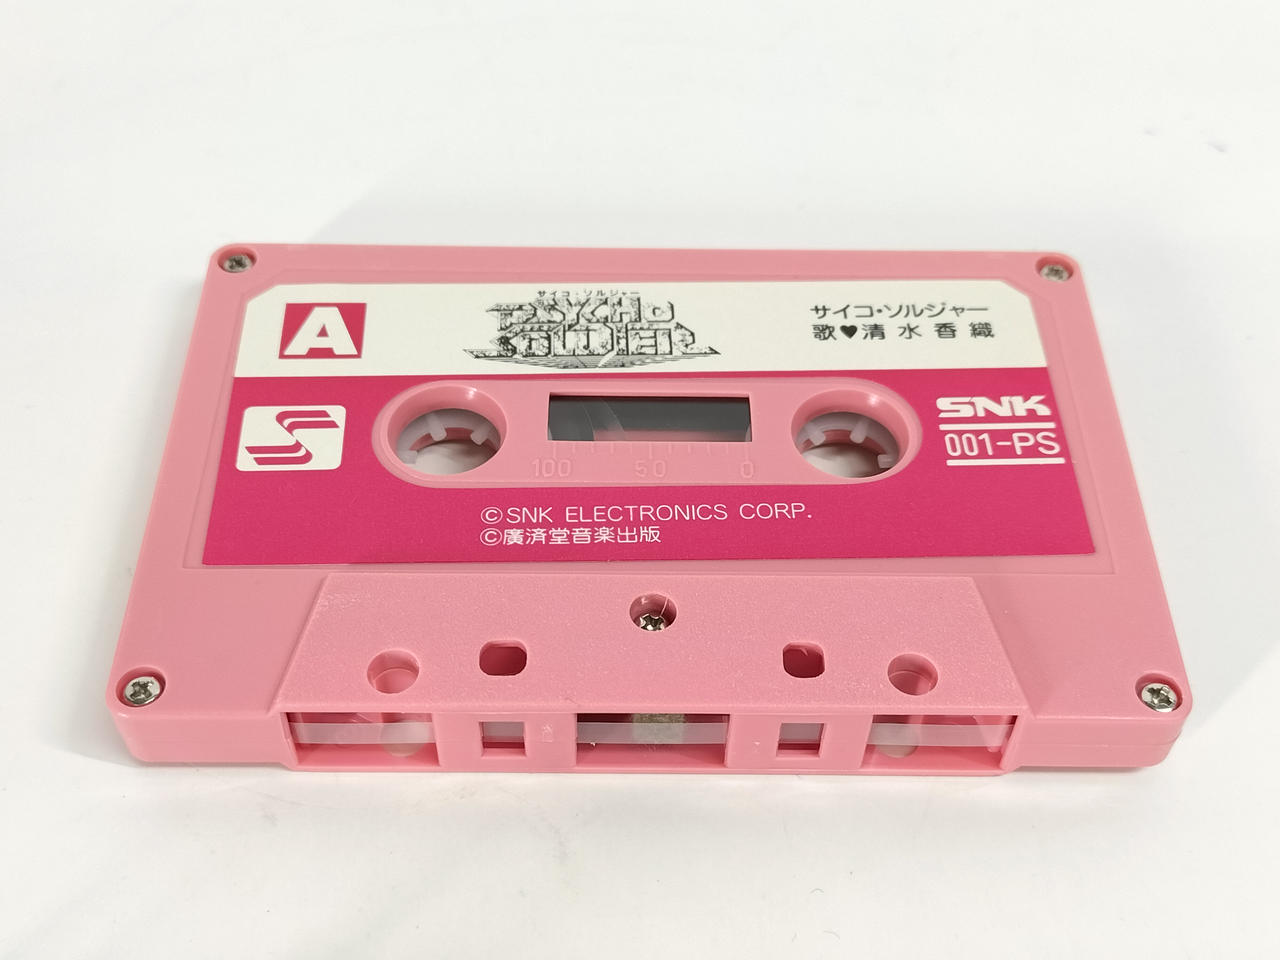 A
サイコ・ソルジャー
PSYCHO
SOLDIER
サイコ・ソルジャー
歌♥清水香織
S
SNK
001-PS
100 50 0
©SNK ELECTRONICS CORP.
©廣済堂音楽出版